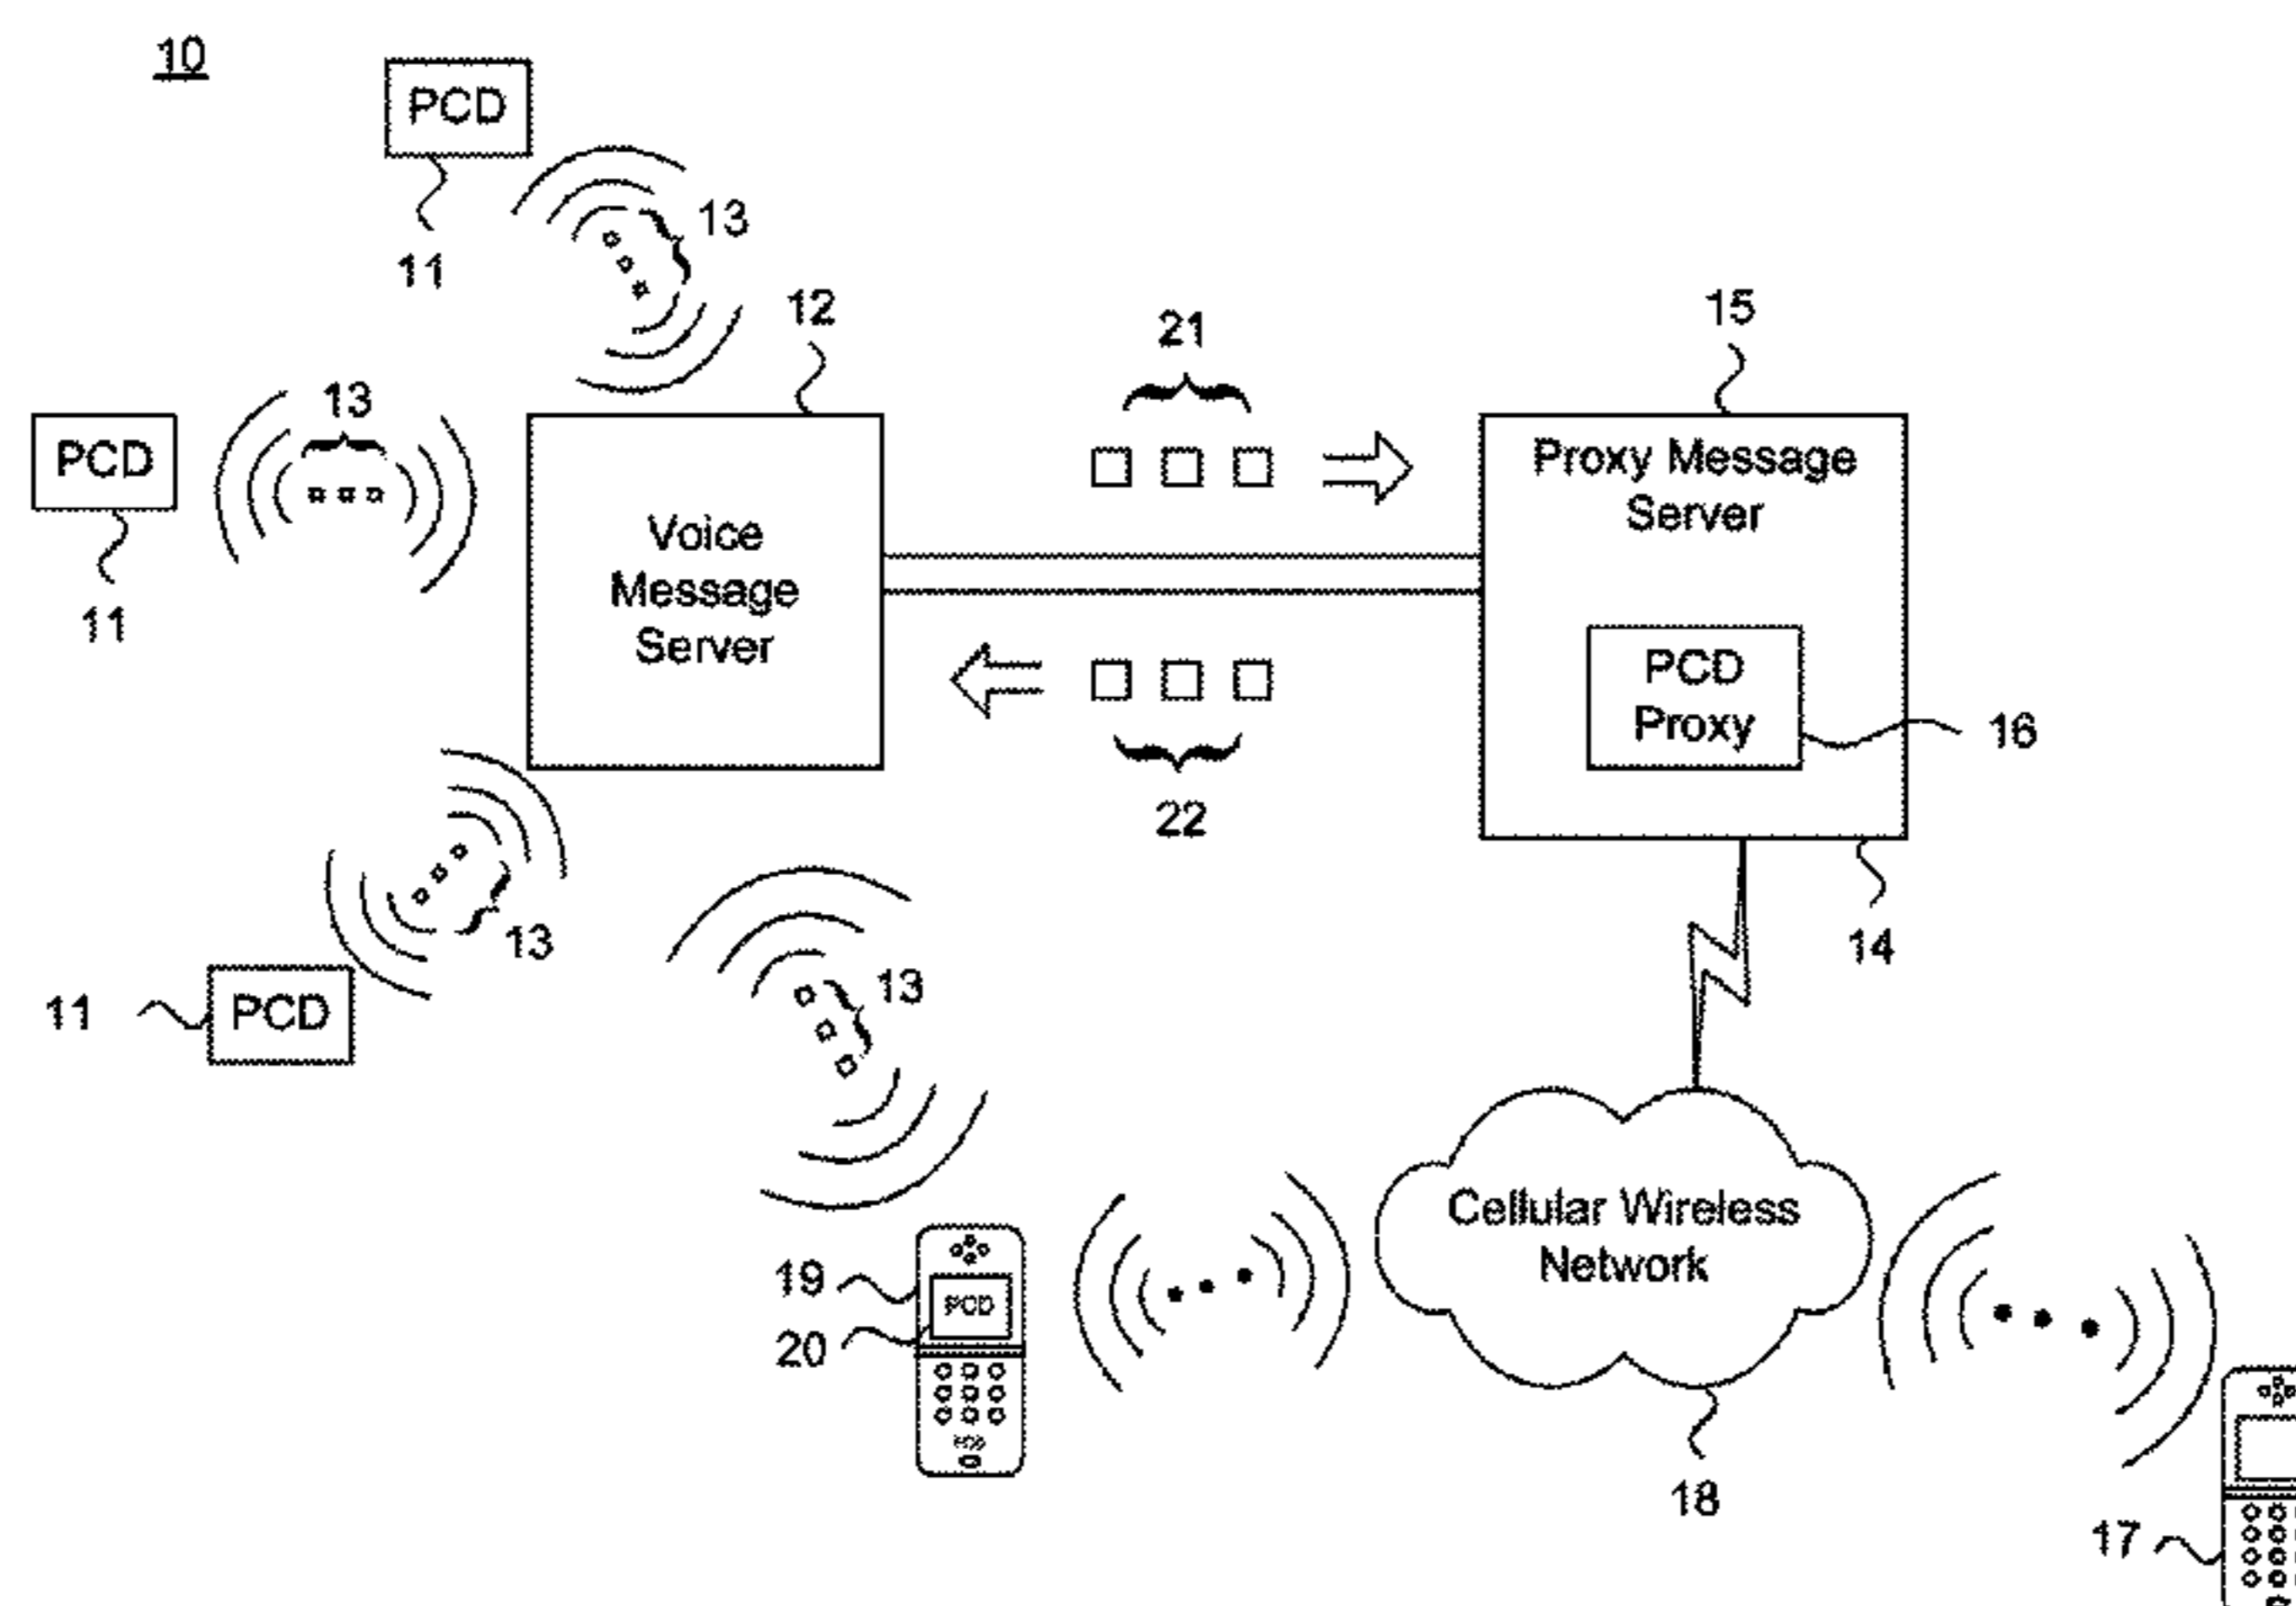 10
PCD
11
13
12
21
15
PCD
11
13
Voice
Message
Server
Proxy Message
Server
PCD
Proxy
16
22
14
13
PCD
11
13
Cellular Wireless
Network
19
PCD
20
18
17